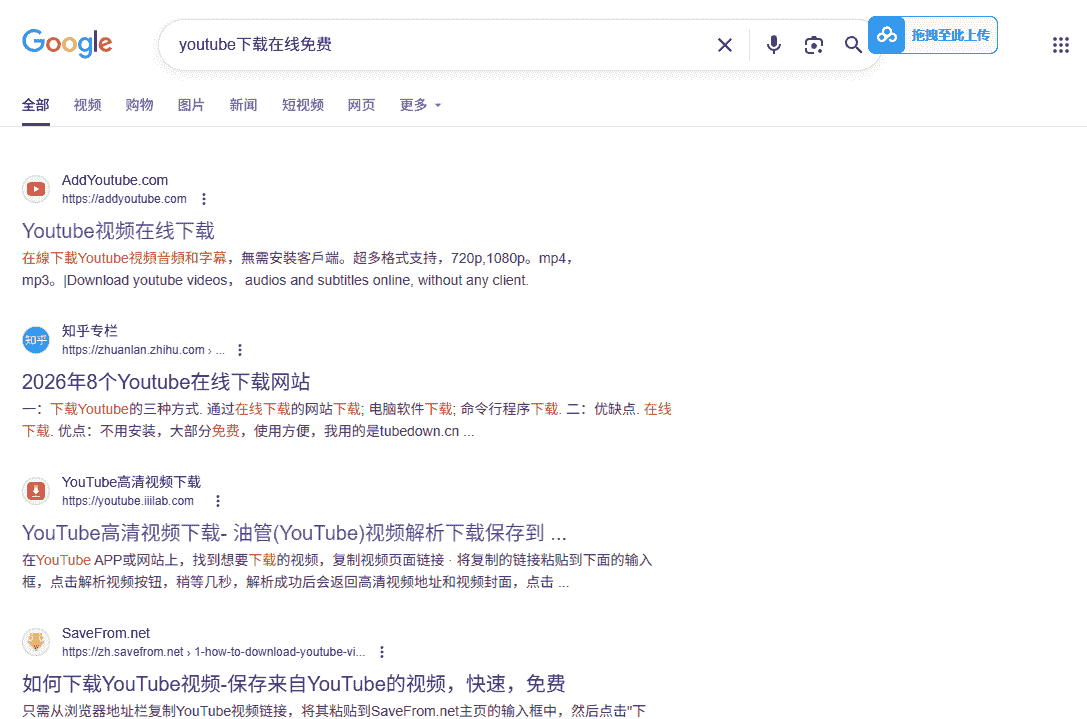 Google
youtube下载在线免费
拖拽至此上传
全部 视频 购物 图片 新闻 短视频 网页 更多
AddYoutube.com
https://addyoutube.com
Youtube视频在线下载
在線下載Youtube視頻音頻和字幕，無需安裝客戶端。超多格式支持，720p,1080p。mp4，
mp3。|Download youtube videos， audios and subtitles online, without any client.
知乎
知乎专栏
https://zhuanlan.zhihu.com › ...
2026年8个Youtube在线下载网站
一：下载Youtube的三种方式. 通过在线下载的网站下载; 电脑软件下载; 命令行程序下载. 二：优缺点. 在线
下载. 优点：不用安装，大部分免费，使用方便，我用的是tubedown.cn ...
YouTube高清视频下载
https://youtube.iiilab.com
YouTube高清视频下载- 油管(YouTube)视频解析下载保存到 ...
在YouTube APP或网站上，找到想要下载的视频，复制视频页面链接 · 将复制的链接粘贴到下面的输入
框，点击解析视频按钮，稍等几秒，解析成功后会返回高清视频地址和视频封面，点击 ...
SaveFrom.net
https://zh.savefrom.net › 1-how-to-download-youtube-vi...
如何下载YouTube视频-保存来自YouTube的视频，快速，免费
只需从浏览器地址栏复制YouTube视频链接，将其粘贴到SaveFrom.net主页的输入框中，然后点击"下